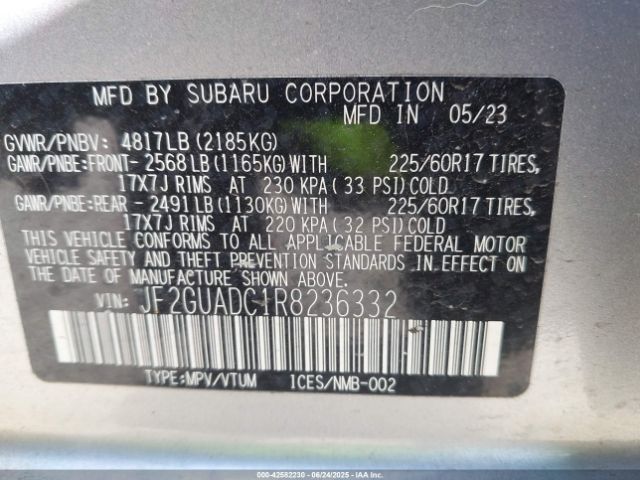 MFD BY SUBARU CORPORATION
MFD IN 05/23
GVWR/PNBV: 4817LB (2185KG)
GAWR/PNBE:FRONT- 2568 LB (1165KG) WITH 225/60R17 TIRES,
17X7J RIMS AT 230 KPA (33 PSI) COLD
GAWR/PNBE:REAR - 2491 LB (1130KG) WITH 225/60R17 TIRES,
17X7J RIMS AT 220 KPA (32 PSI) COLD
THIS VEHICLE CONFORMS TO ALL APPLICABLE FEDERAL MOTOR
VEHICLE SAFETY AND THEFT PREVENTION STANDARDS IN EFFECT ON
THE DATE OF MANUFACTURE SHOWN ABOVE.
VIN: JF2GUADC1R8236332
TYPE:MPV/VTUM ICES/NMB-002
000-42582230 - 06/24/2025 - IAA, Inc.